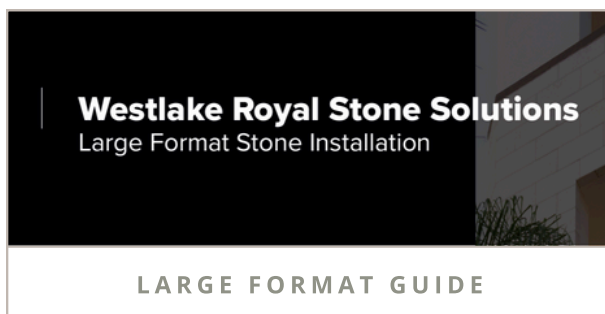 Westlake Royal Stone Solutions
Large Format Stone Installation
LARGE FORMAT GUIDE